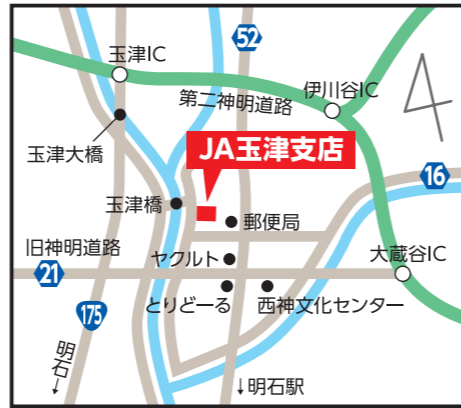 52
玉津IC
伊川谷IC
第二神明道路
4
玉津大橋
JA玉津支店
16
玉津橋
郵便局
旧神明道路
ヤクルト
大蔵谷IC
21
とりどーる
西神文化センター
175
明石
↓
↓明石駅